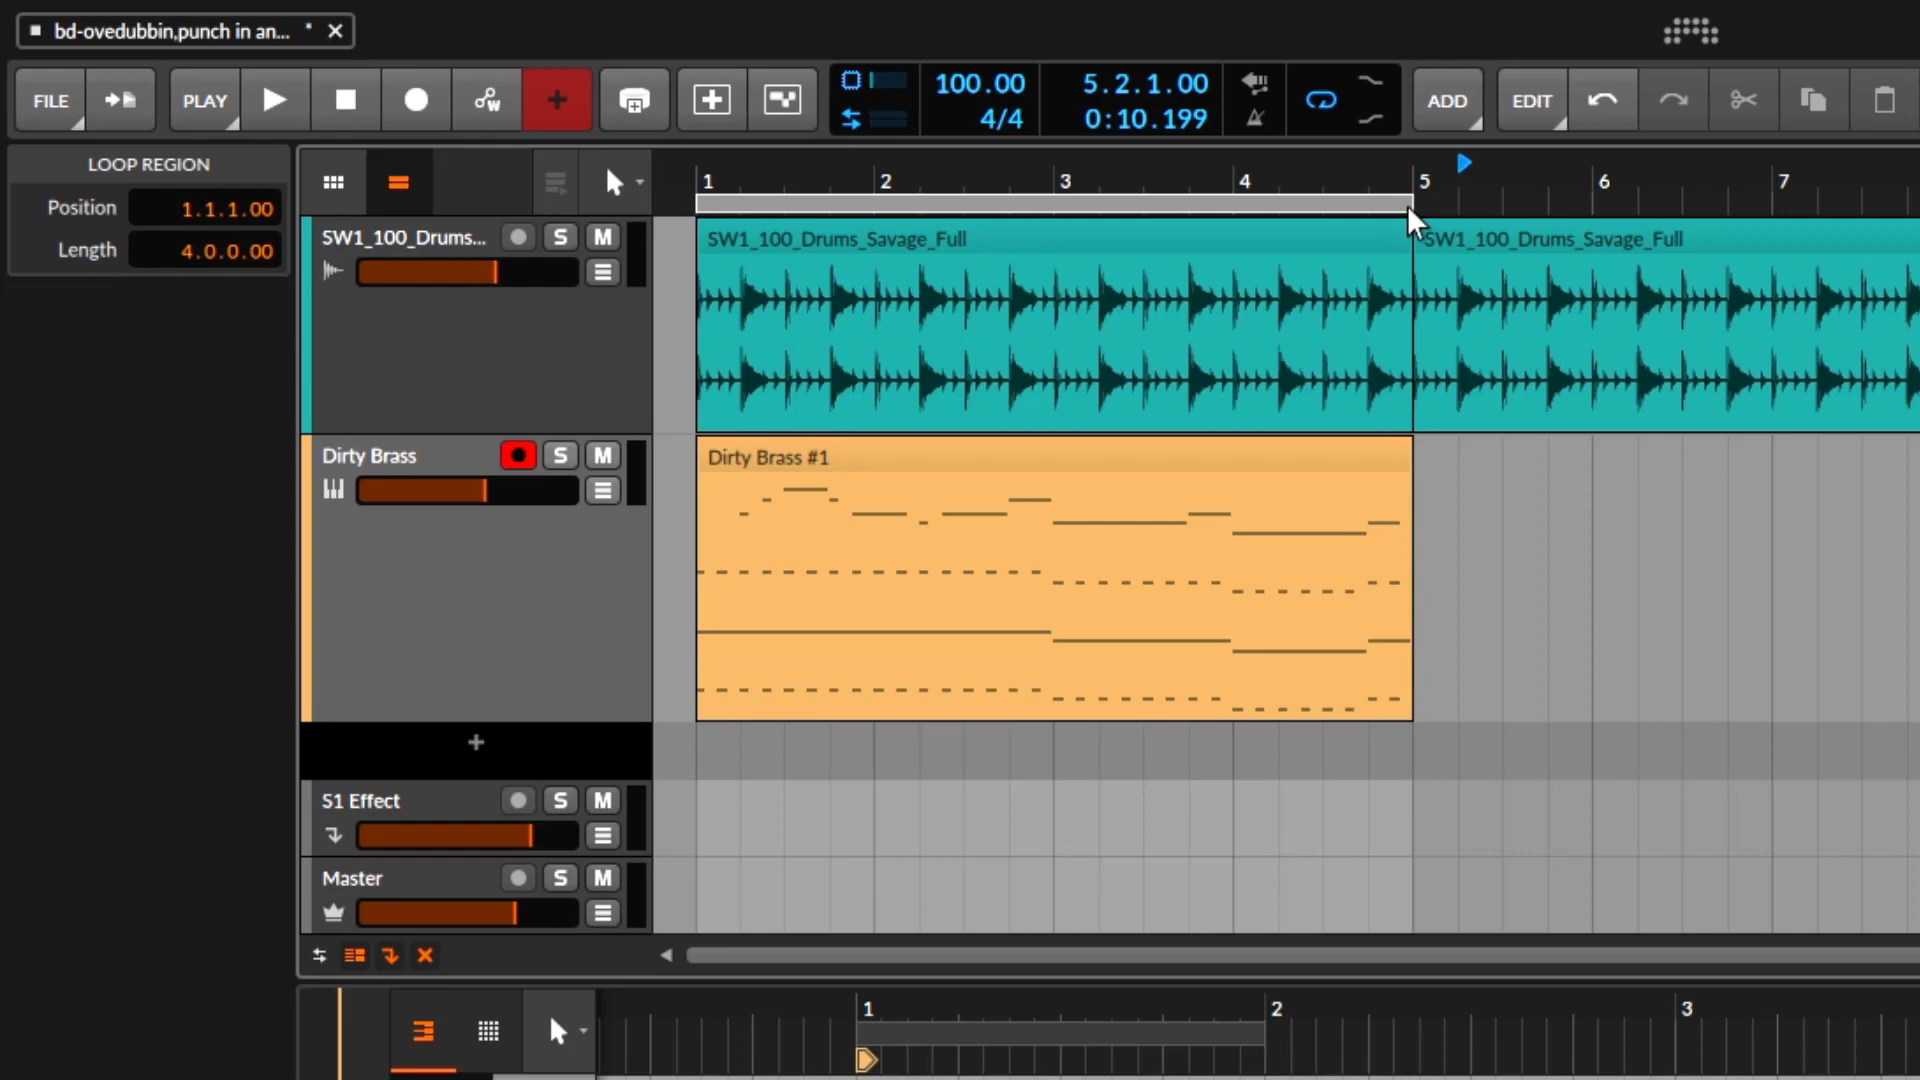 bd-ovedubbin,punch in an... *
FILE
PLAY
100.00
4/4
5.2.1.00
0:10.199
ADD
EDIT
LOOP REGION
Position 1.1.1.00
Length 4.0.0.00
1 2 3 4 5 6 7
SW1_100_Drums... S M
SW1_100_Drums_Savage_Full
SW1_100_Drums_Savage_Full
Dirty Brass S M
Dirty Brass #1
+
S1 Effect S M
Master S M
1 2 3